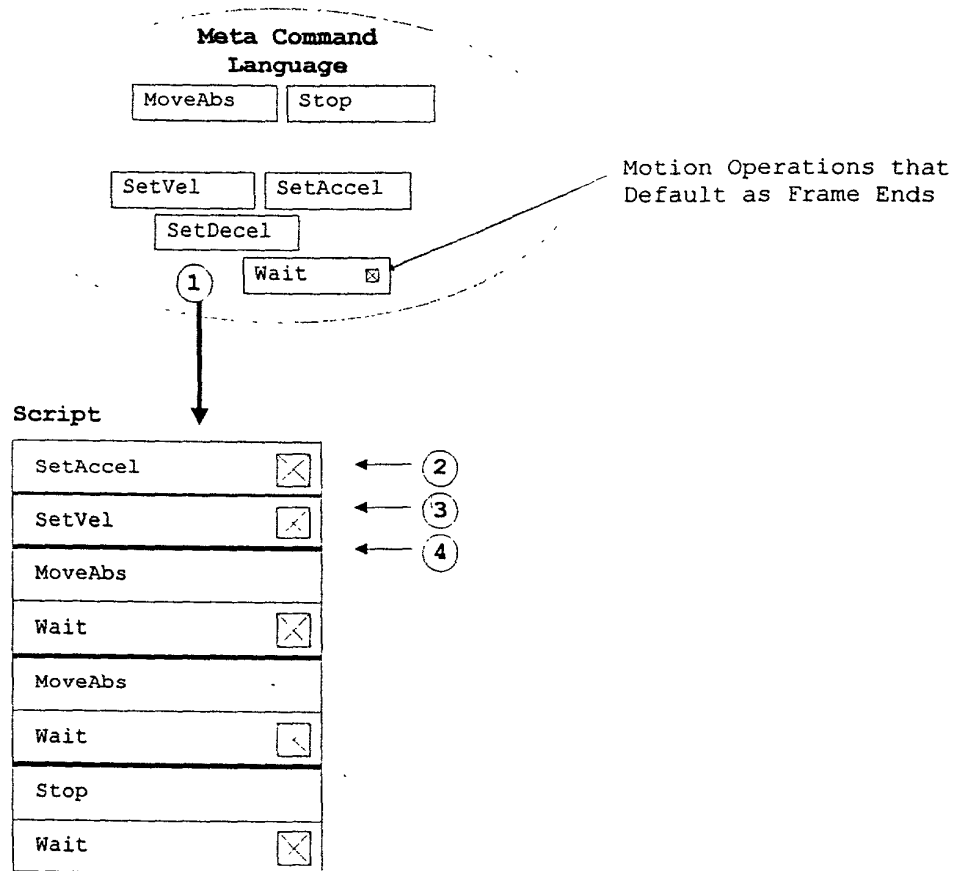 Meta Command
Language
MoveAbs Stop
Motion Operations that
Default as Frame Ends
SetVel SetAccel
SetDecel
Wait
1
Script
SetAccel
2
SetVel
3
4
MoveAbs
Wait
MoveAbs
Wait
Stop
Wait